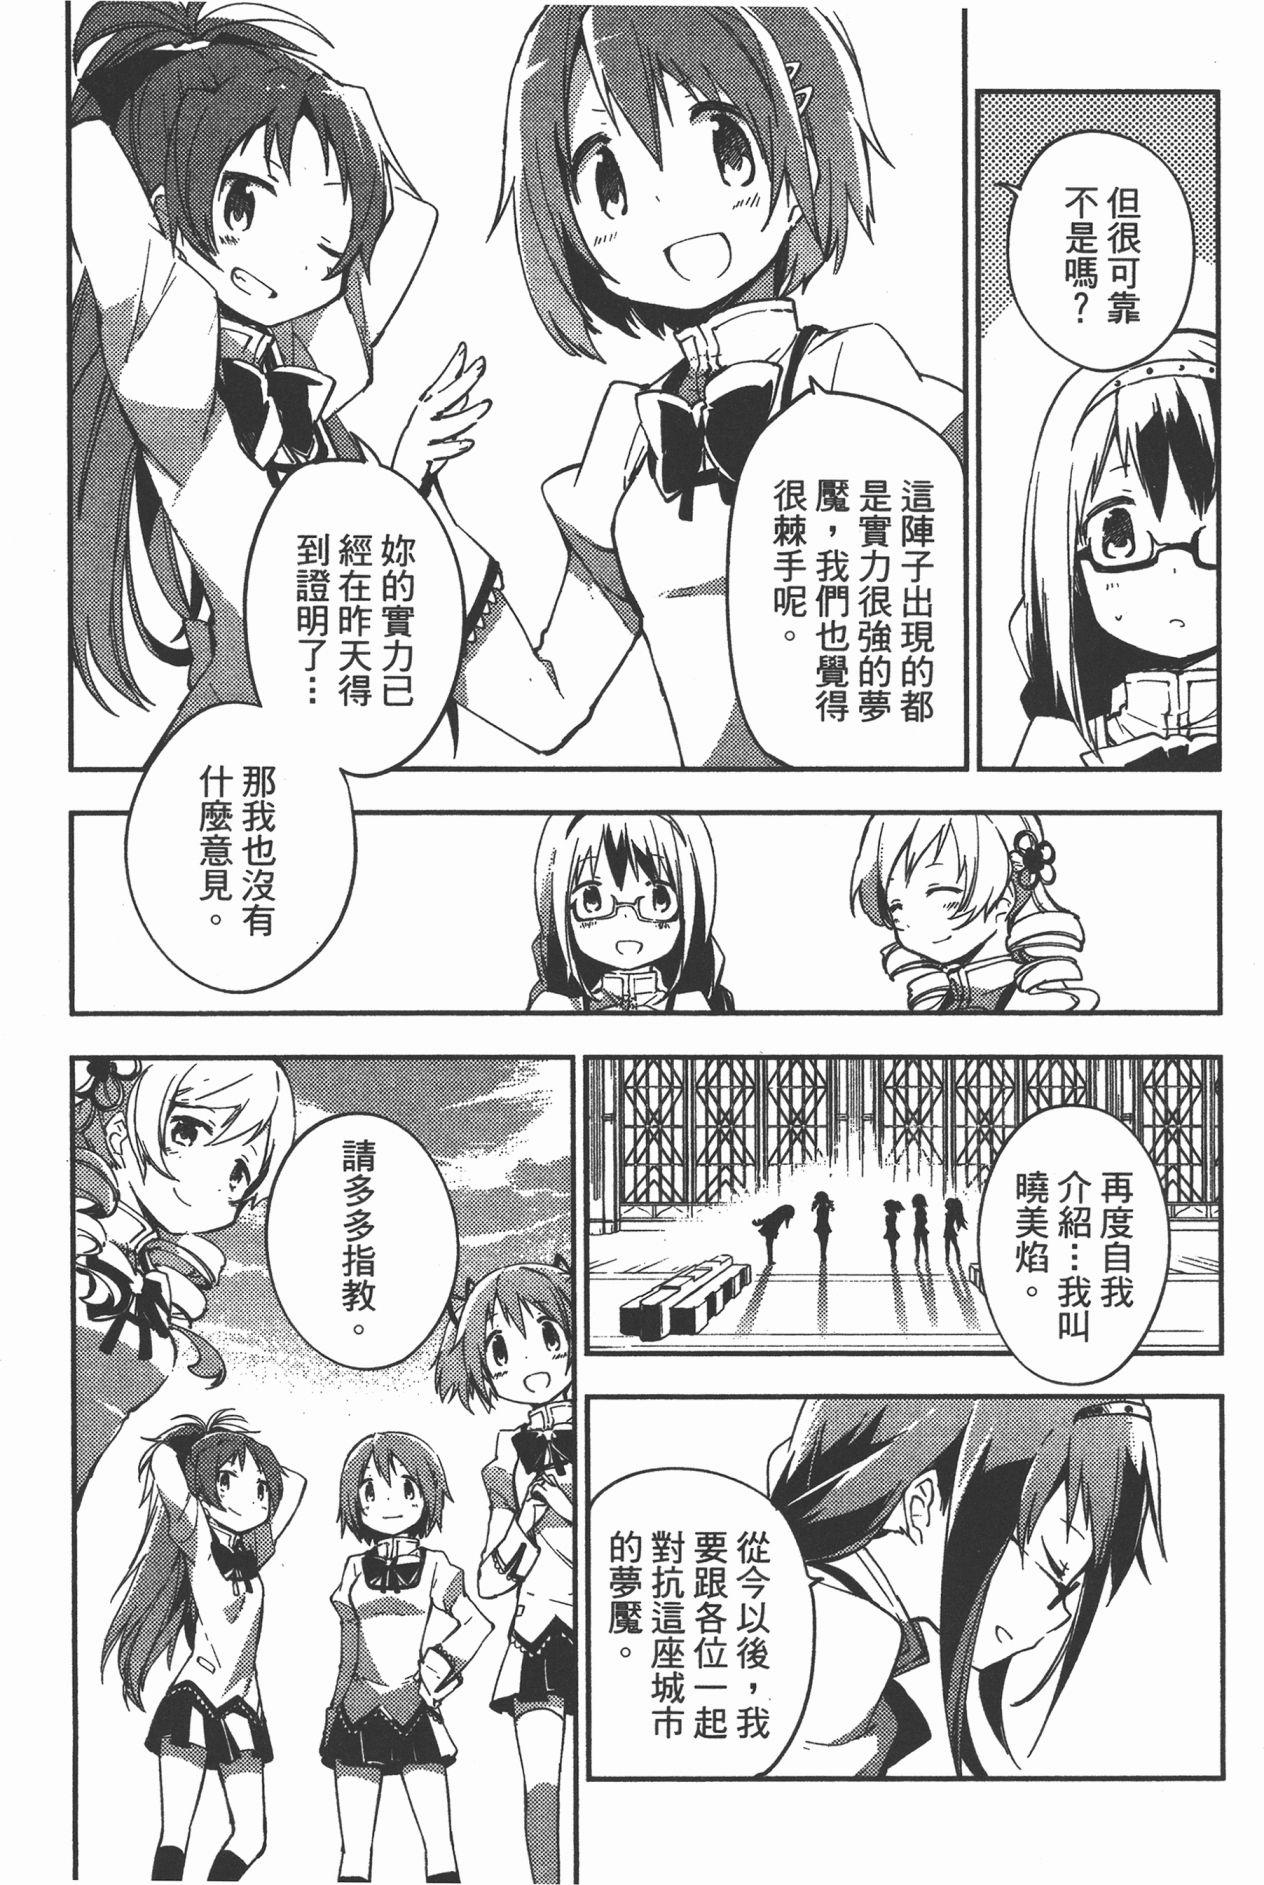 但很可靠
不是嗎？
這陣子出現的都
是實力很強的夢
魘，我們也覺得
很棘手呢。
妳的實力已
經在昨天得
到證明了…
那我也沒有
什麼意見。
再度自我
介紹…我叫
曉美焰。
從今以後，我
要跟各位一起
對抗這座城市
的夢魘。
請多多指教。